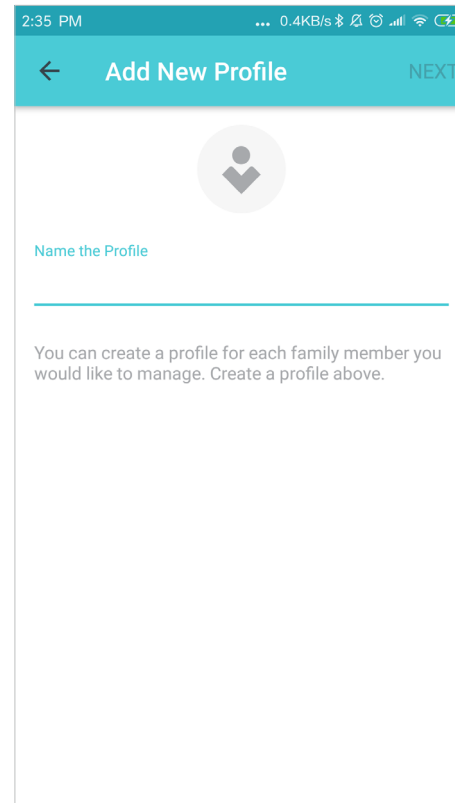 2:35 PM ... 0.4KB/s
Add New Profile NEXT
Name the Profile
You can create a profile for each family member you
would like to manage. Create a profile above.